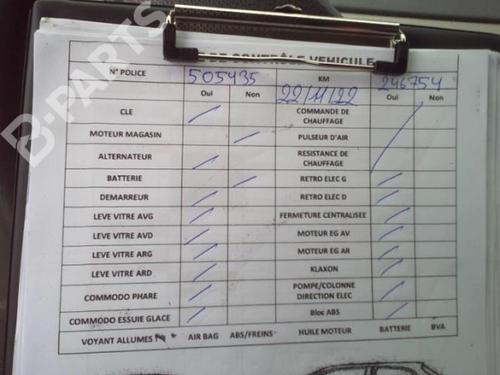 B-PARTS
CONTRÔLE VEHICULE
N° POLICE 505435 KM 246754
Oui Non 22/11/22 Oui Non
CLE COMMANDE DE CHAUFFAGE
MOTEUR MAGASIN PULSEUR D'AIR
ALTERNATEUR RESISTANCE DE CHAUFFAGE
BATTERIE RETRO ELEC G
DEMARREUR RETRO ELEC D
LEVE VITRE AVG FERMETURE CENTRALISEE
LEVE VITRE AVD MOTEUR EG AV
LEVE VITRE ARG MOTEUR EG AR
LEVE VITRE ARD KLAXON
COMMODO PHARE POMPE/COLONNE DIRECTION ELEC
COMMODO ESSUIE GLACE Bloc ABS
VOYANT ALLUMES AIR BAG ABS/FREINS HUILE MOTEUR BATTERIE BVA